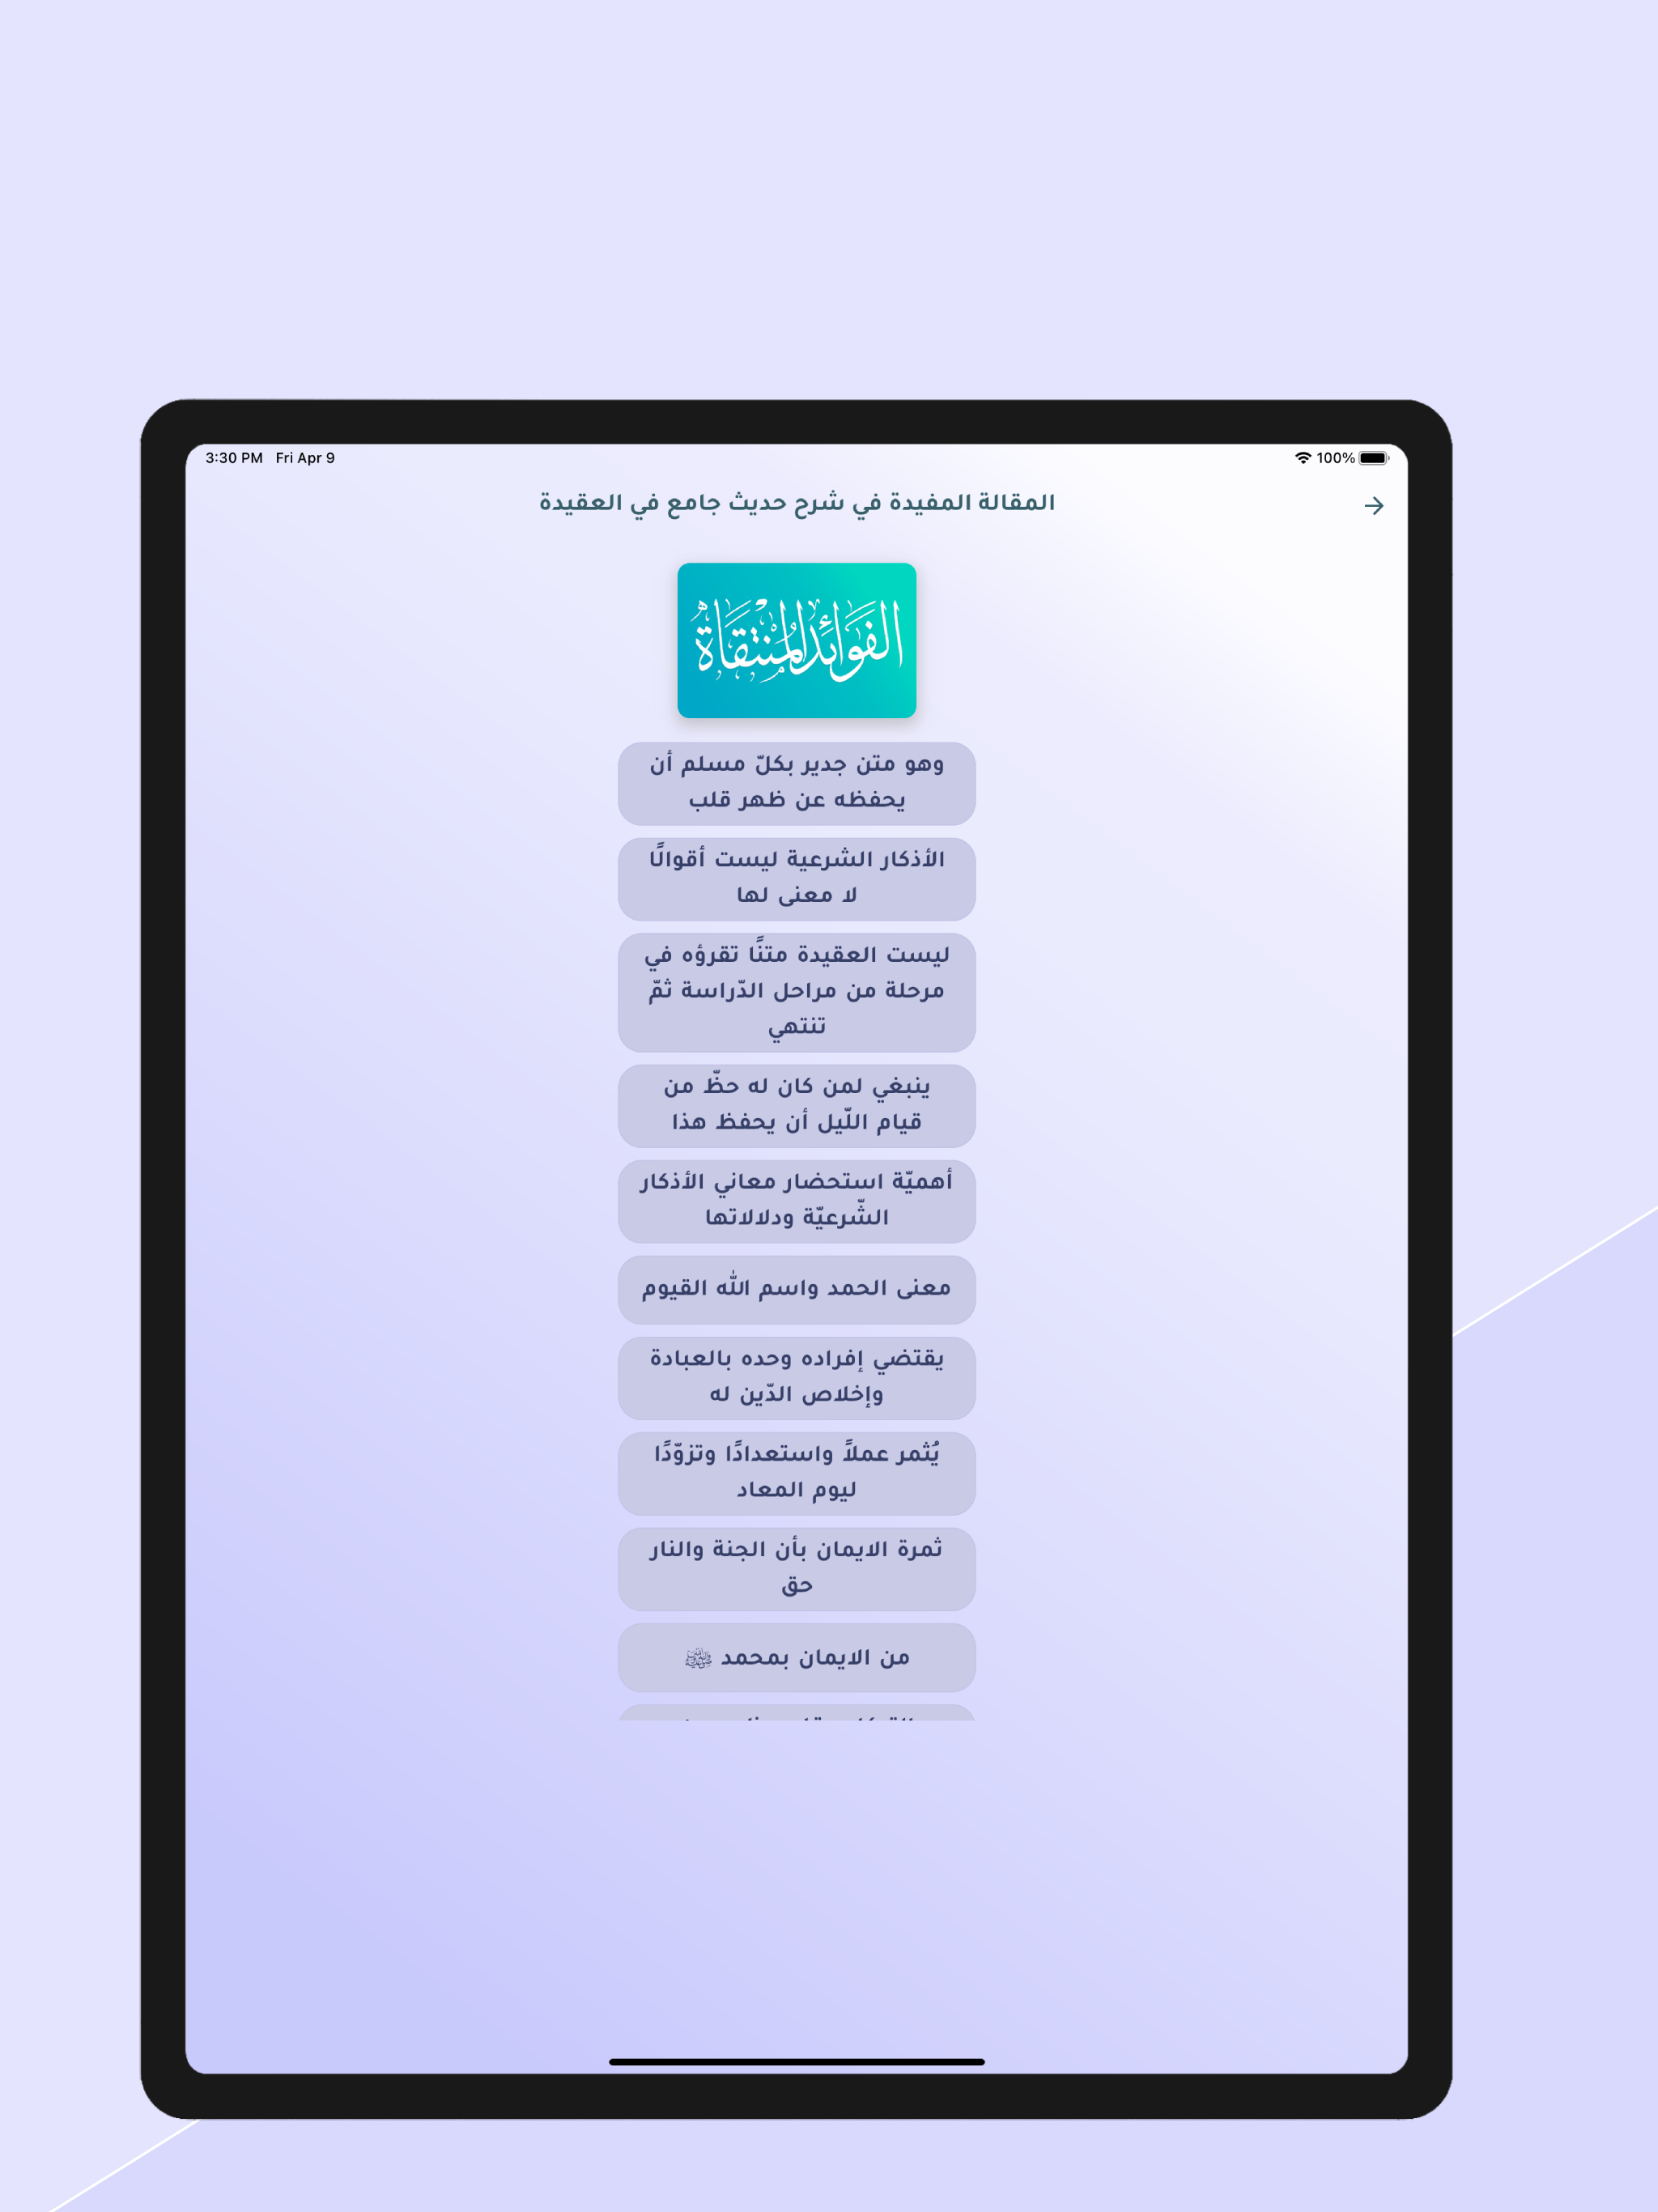 3:30 PM Fri Apr 9
100%
المقالة المفيدة في شرح حديث جامع في العقيدة
الفَوَائِدُ المُنْتَقَاةُ
وهو متن جدير بكلّ مسلم أن
يحفظه عن ظهر قلب
الأذكار الشرعية ليست أقوالًا
لا معنى لها
ليست العقيدة متنًا تقرؤه في
مرحلة من مراحل الدّراسة ثمّ
تنتهي
ينبغي لمن كان له حظّ من
قيام اللّيل أن يحفظ هذا
أهميّة استحضار معاني الأذكار
الشّرعيّة ودلالاتها
معنى الحمد واسم الله القيوم
يقتضي إفراده وحده بالعبادة
وإخلاص الدّين له
يُثمر عملاً واستعدادًا وتزوّدًا
ليوم المعاد
ثمرة الايمان بأن الجنة والنار
حق
من الايمان بمحمد ﷺ